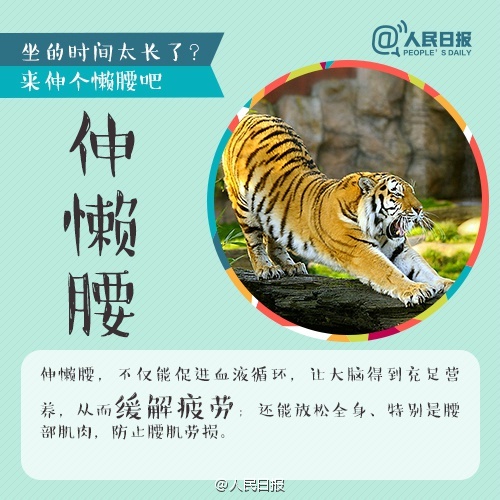 坐的时间太长了?
来伸个懒腰吧
@人民日报
PEOPLE'S DAILY
伸懒腰
伸懒腰，不仅能促进血液循环，让大脑得到充足营
养，从而缓解疲劳；还能放松全身、特别是腰
部肌肉，防止腰肌劳损。
@人民日报